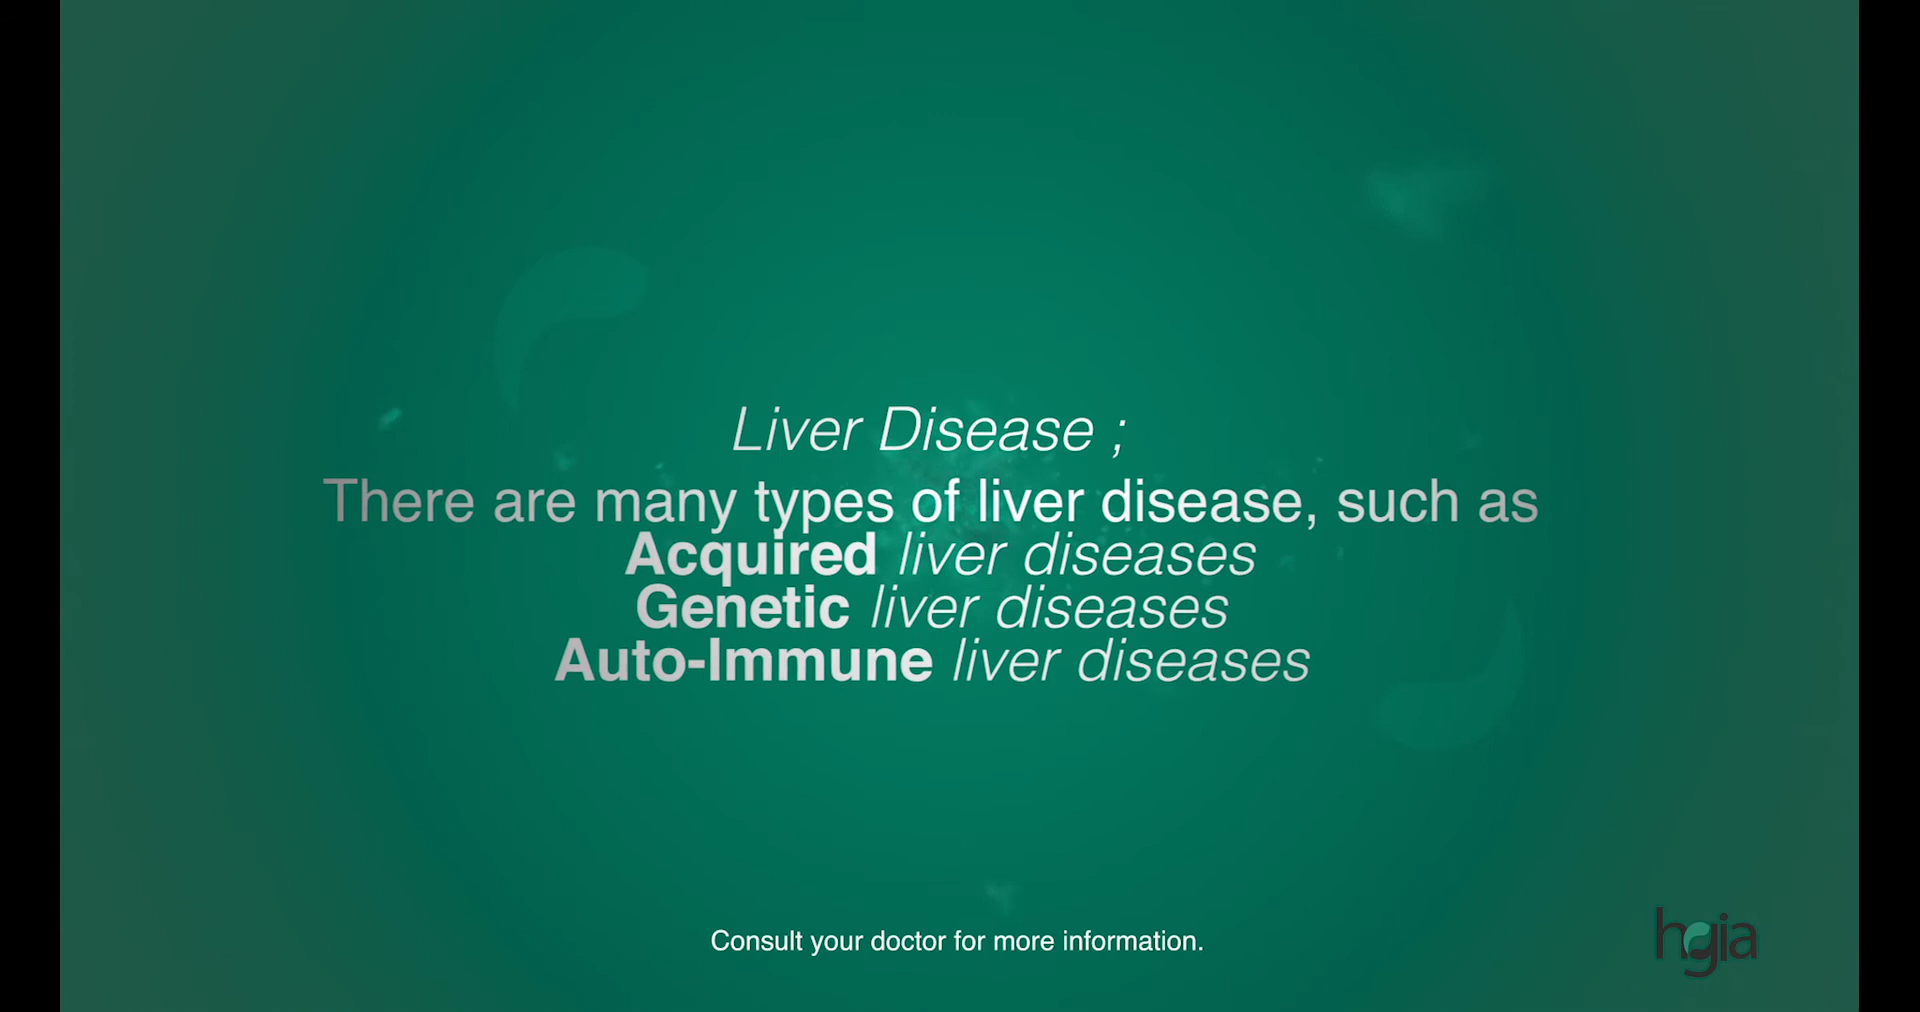 Liver Disease ;
There are many types of liver disease, such as
Acquired liver diseases
Genetic liver diseases
Auto-Immune liver diseases
Consult your doctor for more information.
hgia